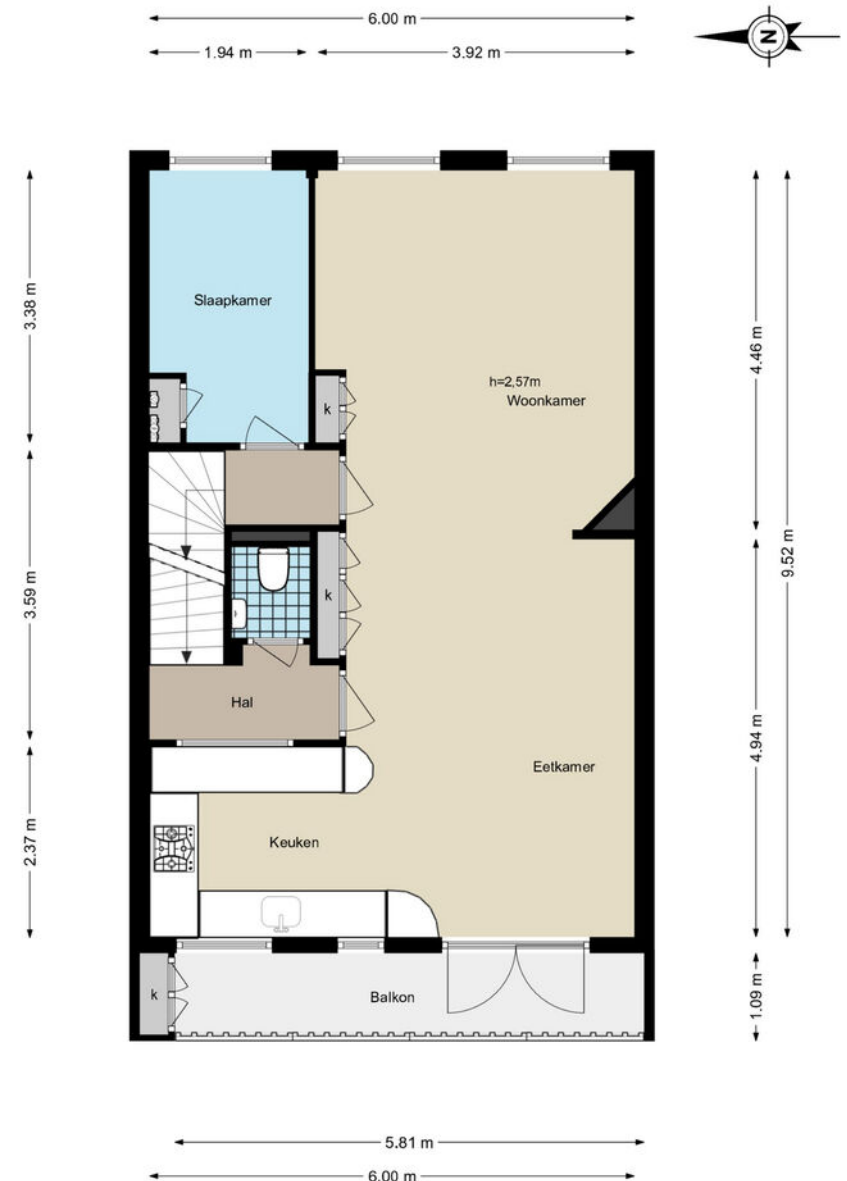 6.00 m
1.94 m
3.92 m
N
3.38 m
Slaapkamer
4.46 m
h=2,57m
Woonkamer
k
9.52 m
3.59 m
k
Hal
4.94 m
Eetkamer
2.37 m
Keuken
k
Balkon
1.09 m
5.81 m
6.00 m